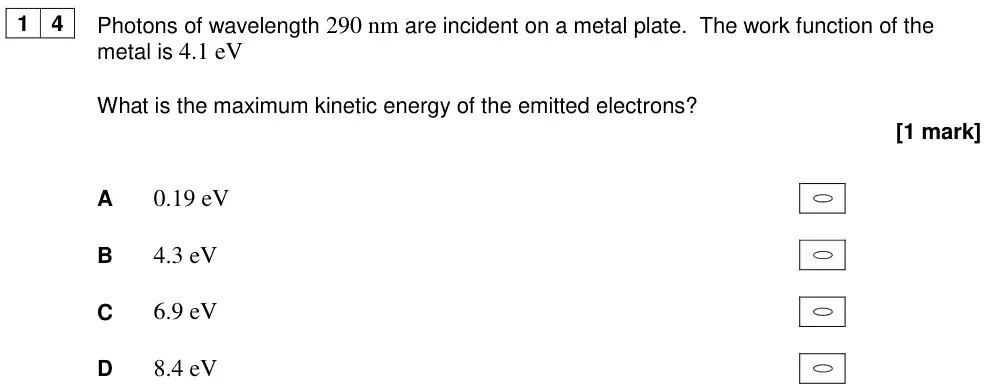 1 4 Photons of wavelength 290 nm are incident on a metal plate. The work function of the
metal is 4.1 eV
What is the maximum kinetic energy of the emitted electrons?
[1 mark]
A 0.19 eV
B 4.3 eV
C 6.9 eV
D 8.4 eV